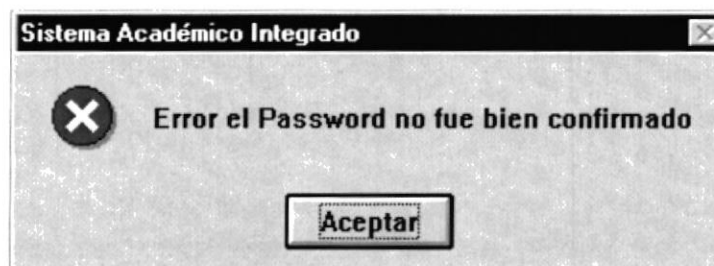 Sistema Académico Integrado
Error el Password no fue bien confirmado
Aceptar